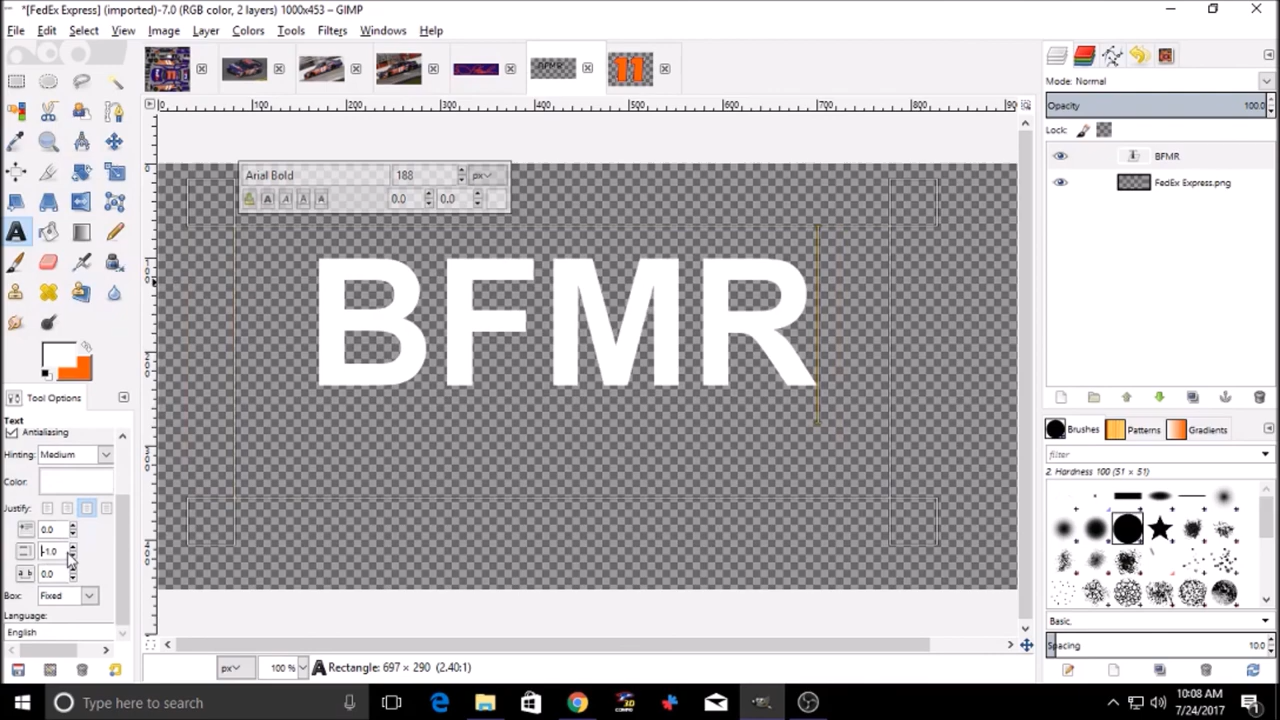 *[FedEx Express] (imported)-7.0 (RGB color, 2 layers) 1000x453 – GIMP
File Edit Select View Image Layer Colors Tools Filters Windows Help
Mode: Normal
Opacity 100.0
Lock:
BFMR
FedEx Express.png
Arial Bold 188 px
0.0 0.0
BFMR
Tool Options
Text
Antialiasing
Hinting: Medium
Color:
Justify:
0.0
-1.0
0.0
Box: Fixed
Language:
English
Brushes Patterns Gradients
filter
2. Hardness 100 (51 × 51)
Basic
Spacing 10.0
px 100 % Rectangle: 697 × 290 (2.40:1)
Type here to search
10:08 AM
7/24/2017